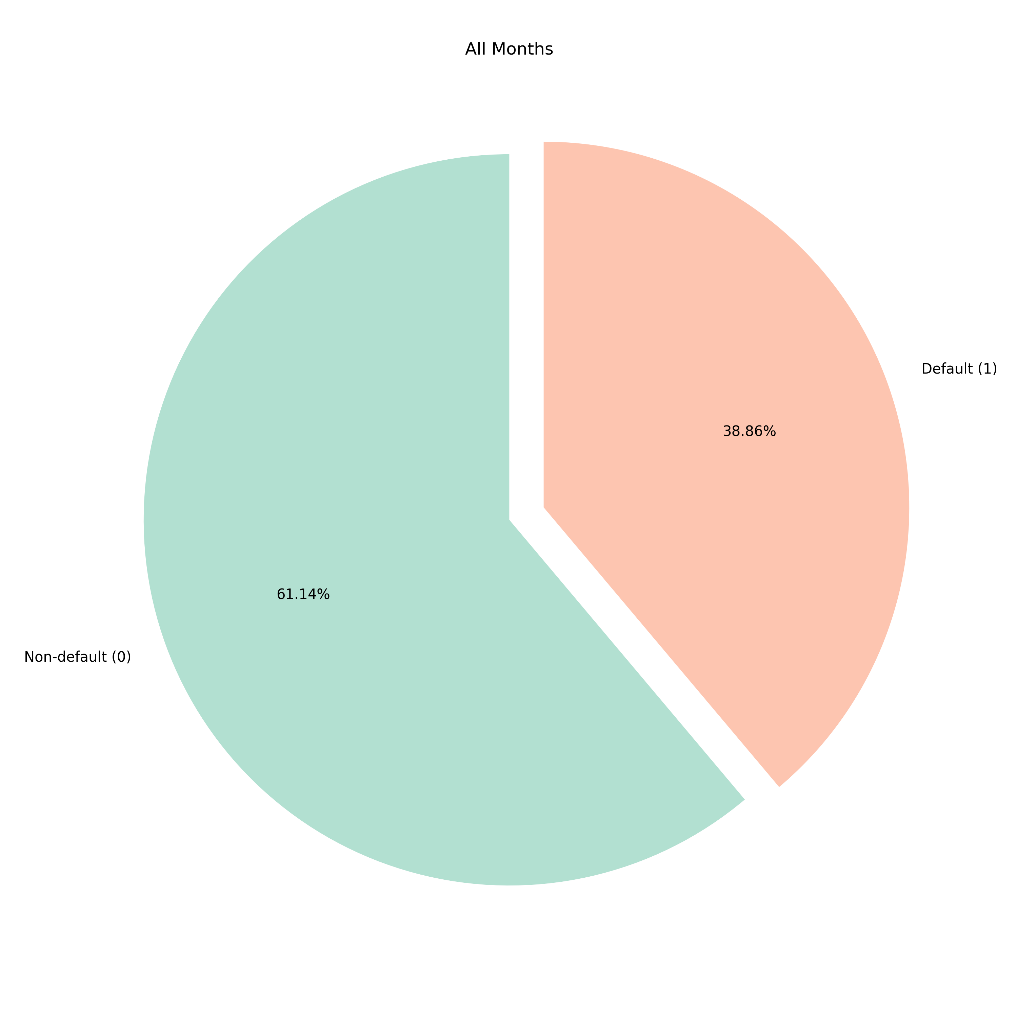 All Months
Default (1)
38.86%
61.14%
Non-default (0)